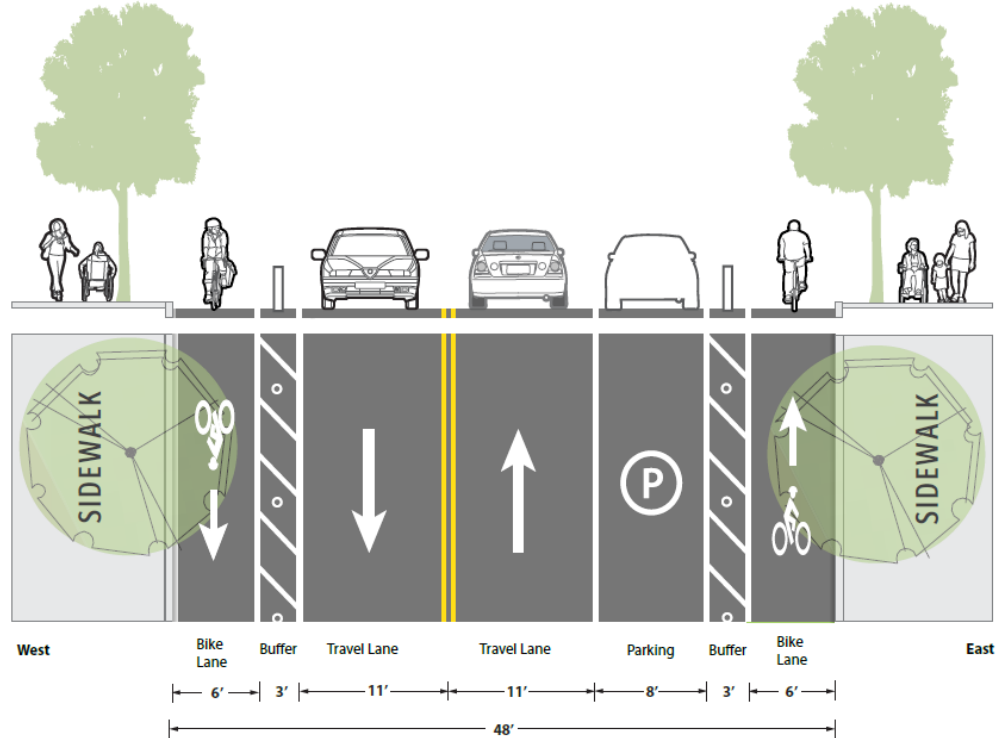 SIDEWALK
P
SIDEWALK
West
Bike
Lane
Buffer
Travel Lane
Travel Lane
Parking
Buffer
Bike
Lane
East
6’
3’
11’
11’
8’
3’
6’
48’